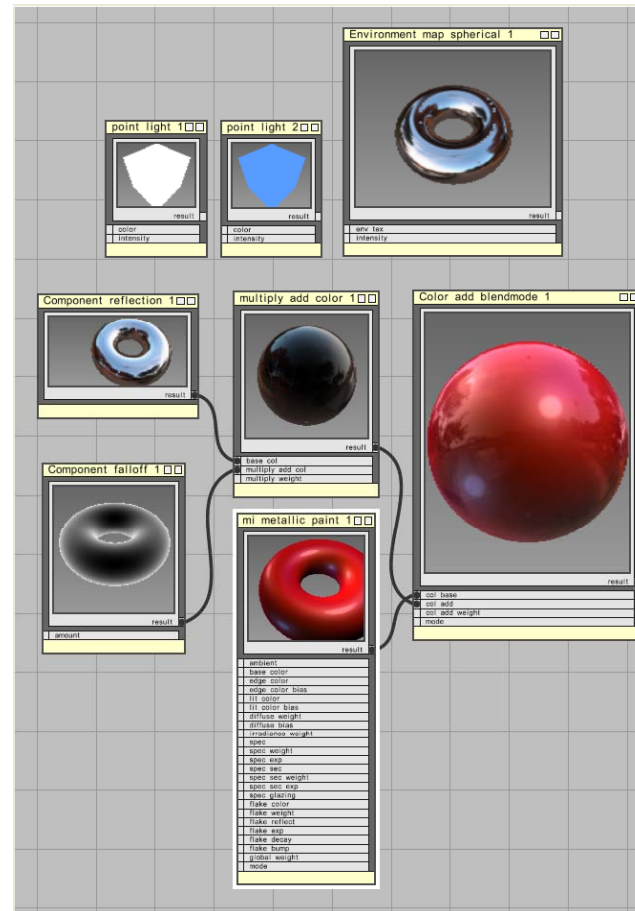 Environment map spherical 1
result
env tex
intensity
point light 1
result
color
intensity
point light 2
result
color
intensity
Component reflection 1
result
multiply add color 1
result
base col
multiply add col
multiply weight
Color add blendmode 1
result
col base
col add
col add weight
mode
Component falloff 1
result
amount
mi metallic paint 1
result
ambient
base color
edge color
edge color bias
lit color
lit color bias
diffuse weight
diffuse bias
irradiance weight
spec
spec weight
spec exp
spec sec
spec sec weight
spec sec exp
spec glazing
flake color
flake weight
flake reflect
flake exp
flake decay
flake bump
global weight
mode